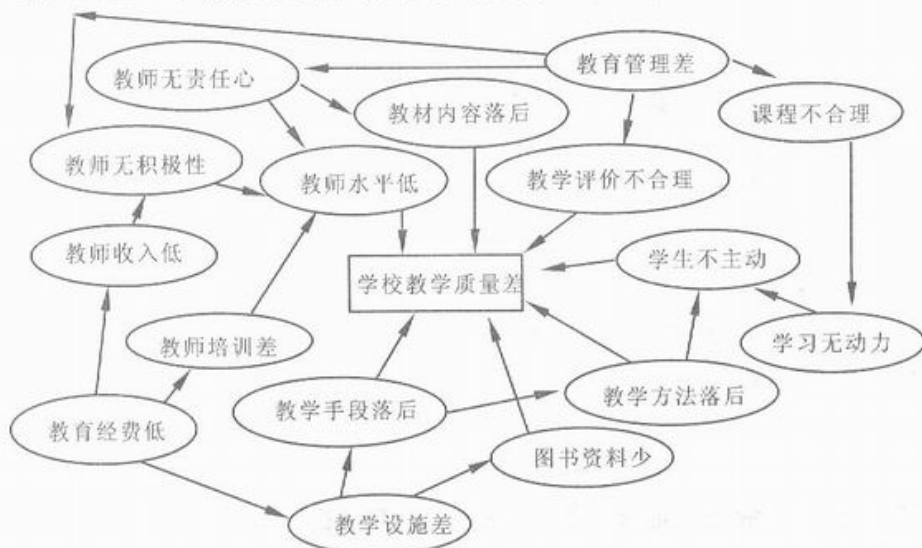 教育管理差
教师无责任心
教材内容落后
课程不合理
教师无积极性
教师水平低
教学评价不合理
教师收入低
学校教学质量差
学生不主动
教师培训差
学习无动力
教学手段落后
教学方法落后
教育经费低
图书资料少
教学设施差